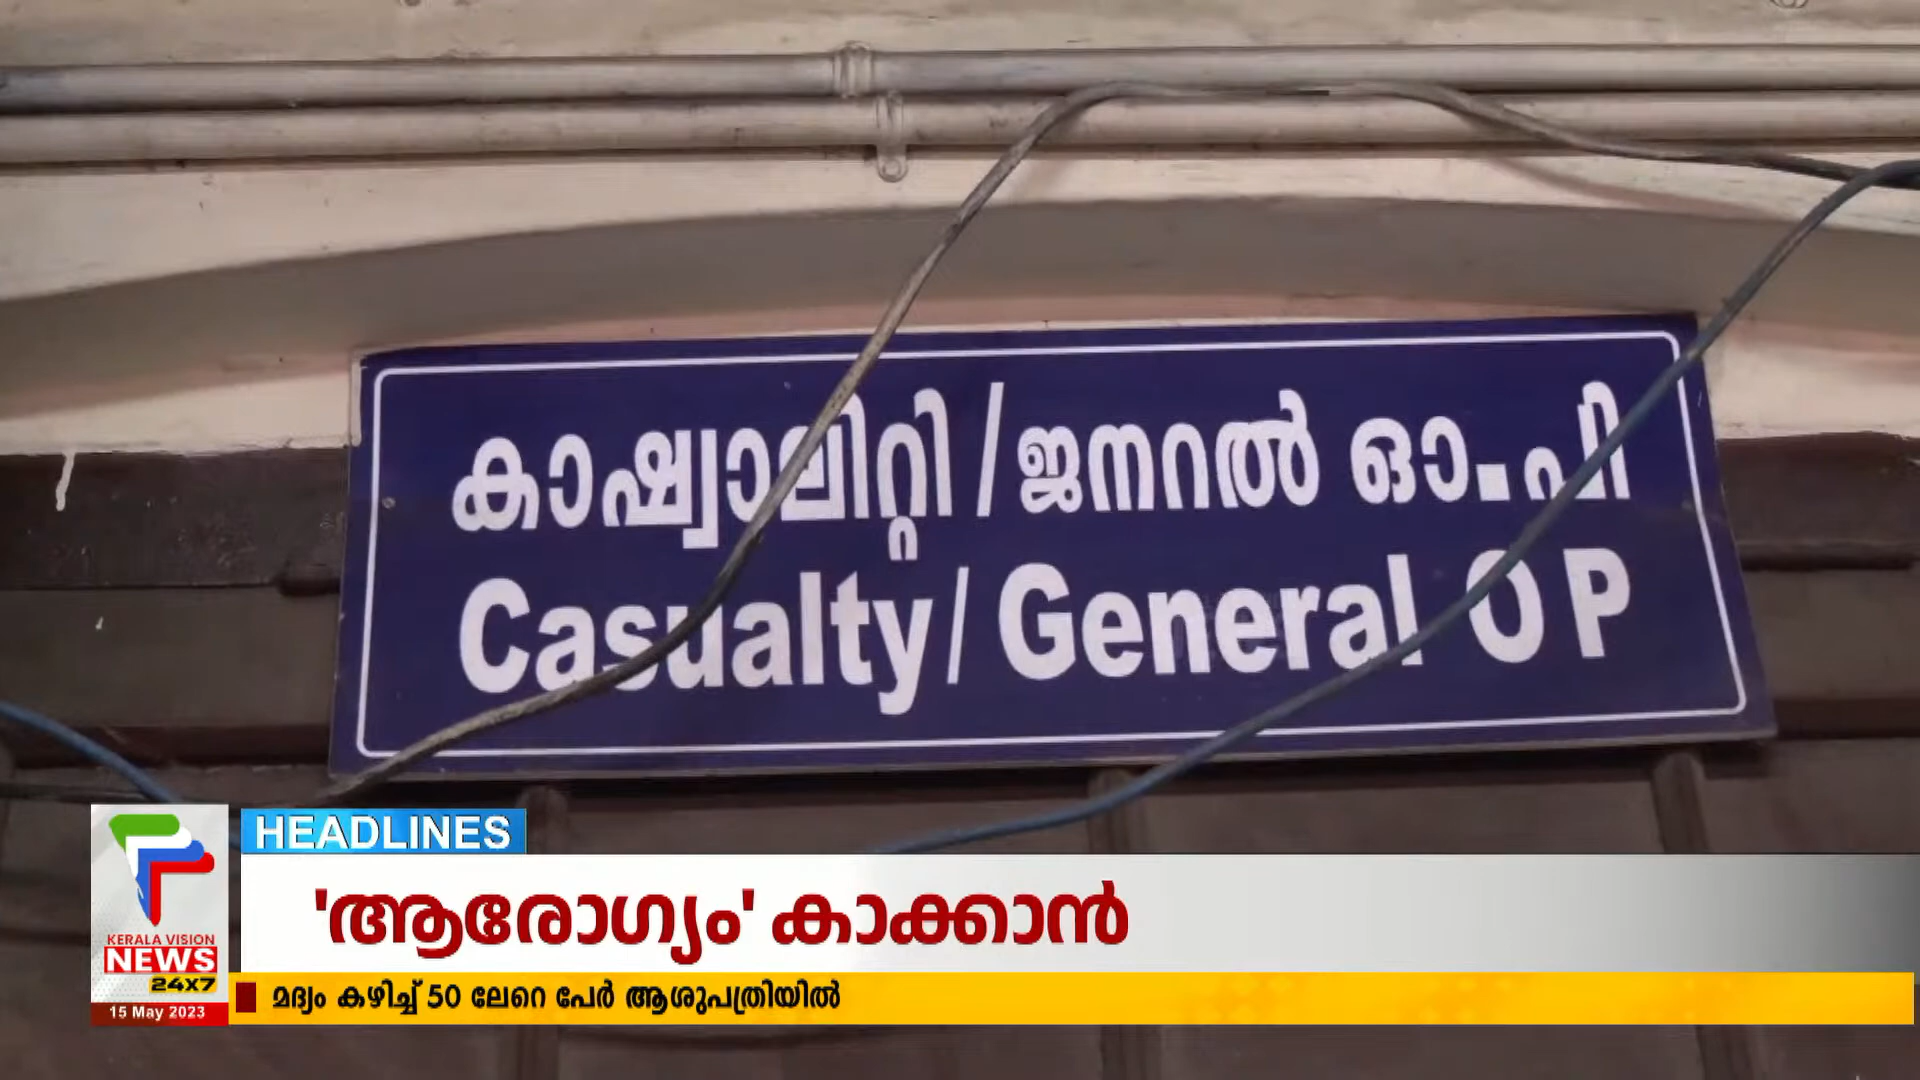 കാഷ്വാലിറ്റി/ജനറൽ ഓ.പി
Casualty/General O P
HEADLINES
'ആരോഗ്യം' കാക്കാൻ
KERALA VISION
NEWS
24x7
15 May 2023
മദ്യം കഴിച്ച് 50 ലേറെ പേർ ആശുപത്രിയിൽ